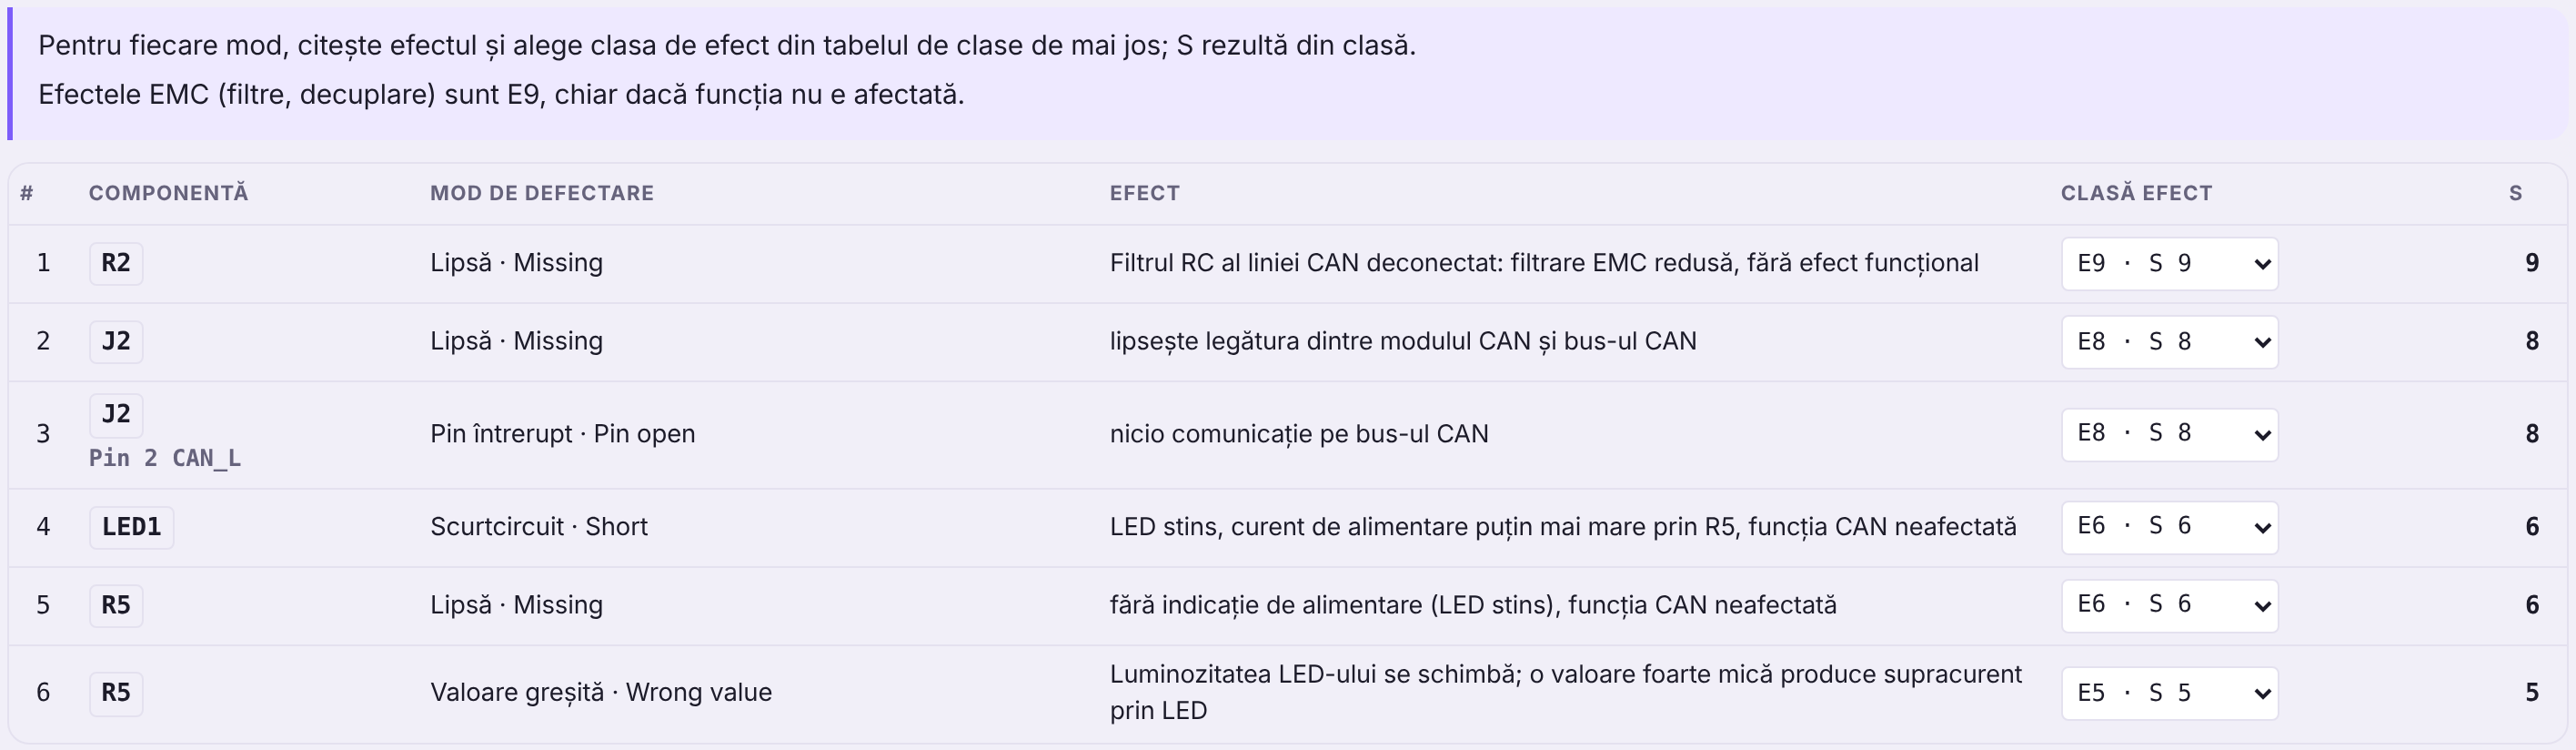 Pentru fiecare mod, citește efectul și alege clasa de efect din tabelul de clase de mai jos; S rezultă din clasă.
Efectele EMC (filtre, decuplare) sunt E9, chiar dacă funcția nu e afectată.
# COMPONENTĂ MOD DE DEFECTARE EFECT CLASĂ EFECT S
1 R2 Lipsă · Missing Filtrul RC al liniei CAN deconectat: filtrare EMC redusă, fără efect funcțional E9 · S 9 9
2 J2 Lipsă · Missing lipsește legătura dintre modulul CAN și bus-ul CAN E8 · S 8 8
3 J2 Pin întrerupt · Pin open nicio comunicație pe bus-ul CAN E8 · S 8 8
Pin 2 CAN_L
4 LED1 Scurtcircuit · Short LED stins, curent de alimentare puțin mai mare prin R5, funcția CAN neafectată E6 · S 6 6
5 R5 Lipsă · Missing fără indicație de alimentare (LED stins), funcția CAN neafectată E6 · S 6 6
6 R5 Valoare greșită · Wrong value Luminozitatea LED-ului se schimbă; o valoare foarte mică produce supracurent E5 · S 5 5
prin LED